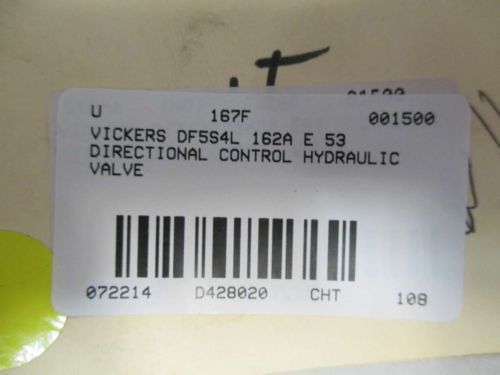 U 167F 001500
VICKERS DF5S4L 162A E 53
DIRECTIONAL CONTROL HYDRAULIC
VALVE
072214 D428020 CHT 108